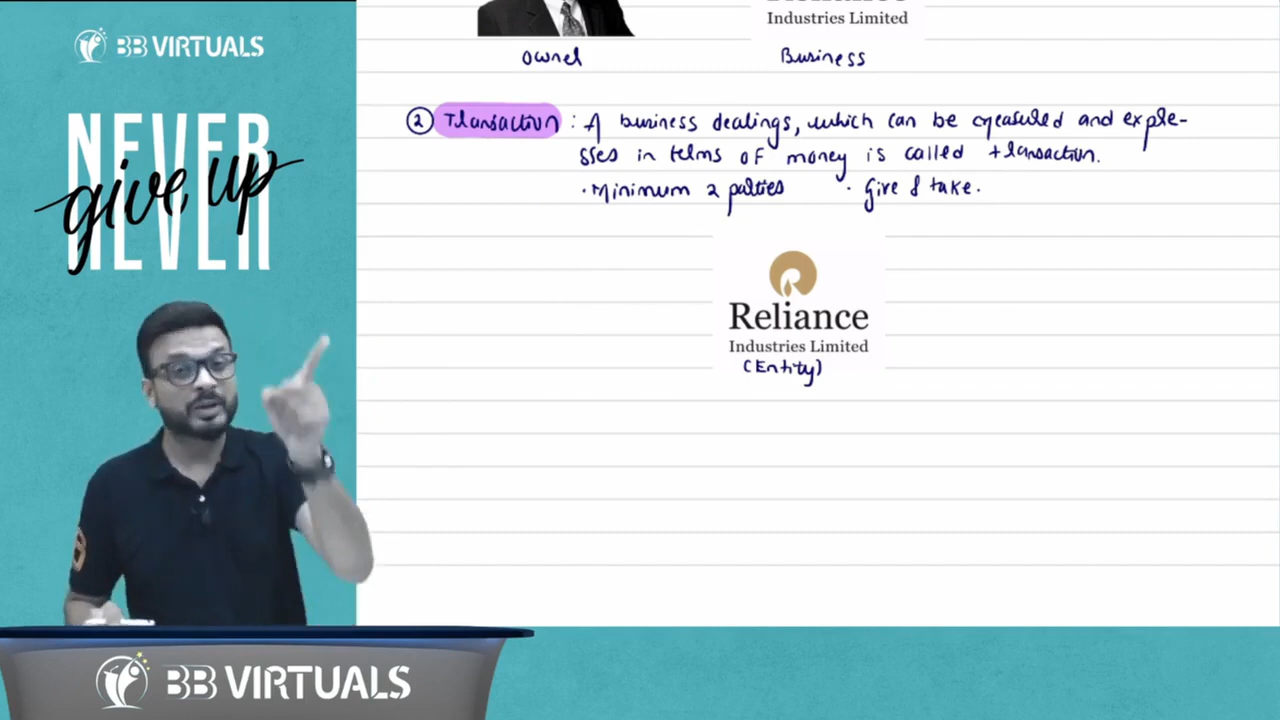 BB VIRTUALS
NEVER
give up
NEVER
Industries Limited
owner
Business
② Transaction : A business dealings, which can be measured and expre-
sses in terms of money is called transaction.
· Minimum 2 parties · Give & take.
Reliance
Industries Limited
(Entity)
BB VIRTUALS